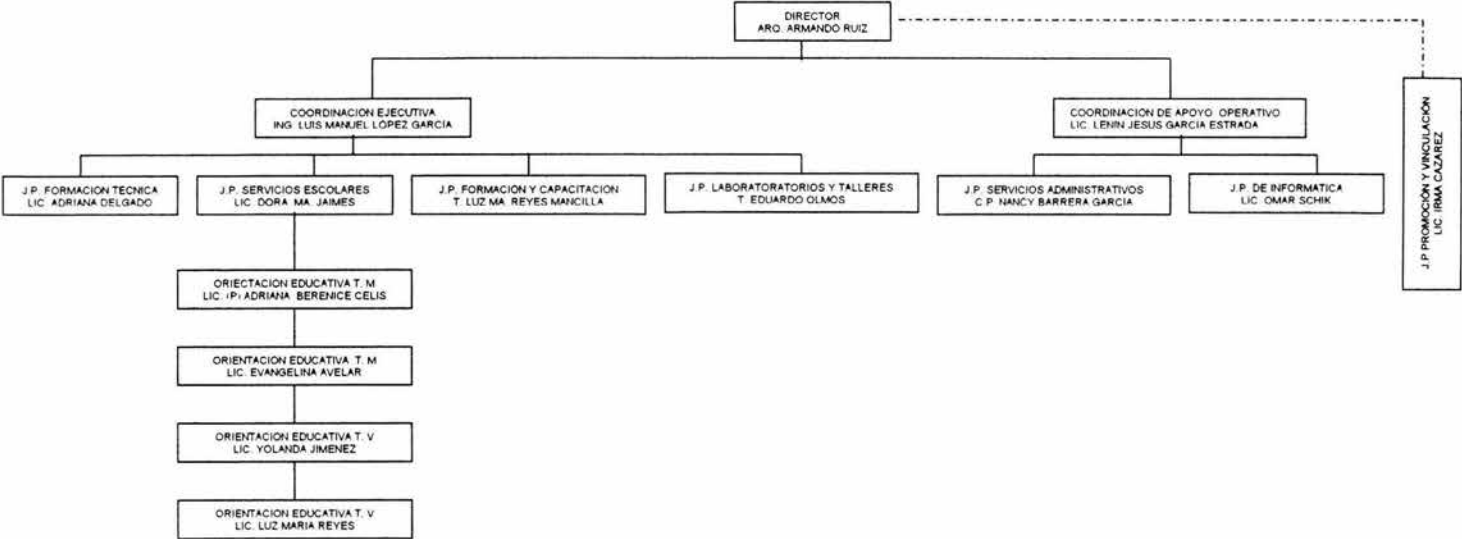 DIRECTOR
ARQ. ARMANDO RUIZ
COORDINACION EJECUTIVA
ING. LUIS MANUEL LÓPEZ GARCÍA
COORDINACION DE APOYO OPERATIVO
LIC. LENIN JESUS GARCIA ESTRADA
J.P PROMOCIÓN Y VINCULACIÓN
LIC. IRMA CAZAREZ
J.P. FORMACION TECNICA
LIC. ADRIANA DELGADO
J.P. SERVICIOS ESCOLARES
LIC. DORA MA. JAIMES
J.P. FORMACION Y CAPACITACION
T. LUZ MA. REYES MANCILLA
J.P. LABORATORATORIOS Y TALLERES
T. EDUARDO OLMOS
J.P. SERVICIOS ADMINISTRATIVOS
C.P. NANCY BARRERA GARCIA
J.P. DE INFORMATICA
LIC. OMAR SCHIK
ORIECTACION EDUCATIVA T. M
LIC. (P) ADRIANA BERENICE CELIS
ORIENTACION EDUCATIVA T. M
LIC. EVANGELINA AVELAR
ORIENTACION EDUCATIVA T. V
LIC. YOLANDA JIMENEZ
ORIENTACION EDUCATIVA T. V
LIC. LUZ MARIA REYES